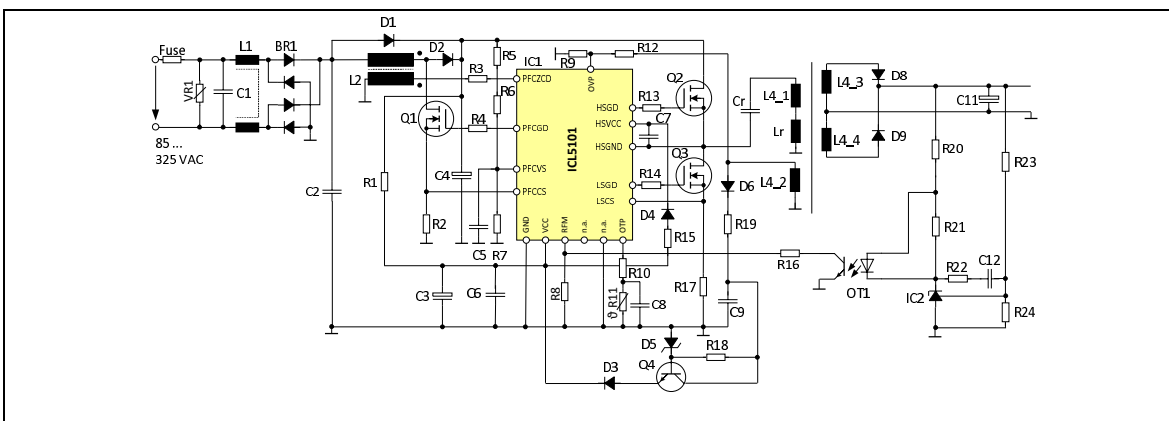 Fuse
VR1
C1
L1
BR1
85 ...
325 VAC
C2
D1
L2
D2
R3
Q1
R4
R1
R2
C4
C5
R7
R5
R6
C3
C6
IC1
ICL5101
PFCZCD
PFCGD
PFCVS
PFCCS
GND
VCC
RFM
n.a.
n.a.
OTP
OVP
HSGD
HSVCC
HSGND
LSGD
LSCS
R9
R12
R13
C7
R14
Q2
Q3
D4
R15
R10
ϑ R11
C8
R8
R17
D5
Q4
R18
D3
D6
R19
C9
Cr
L4_1
Lr
L4_2
L4_3
L4_4
D8
D9
C11
R20
R21
R23
R22
C12
R24
IC2
R16
OT1